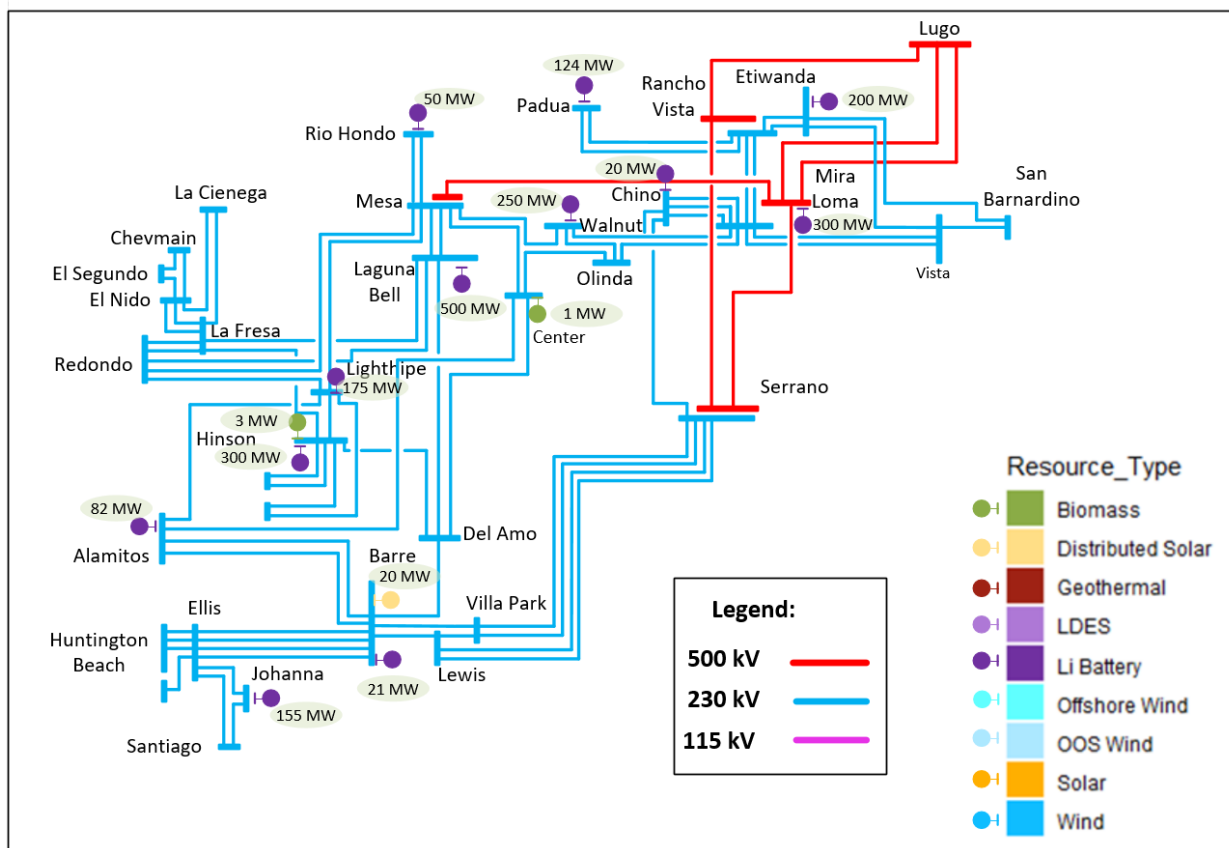 Lugo
124 MW
Rancho
Vista
Etiwanda
50 MW
Padua
200 MW
Rio Hondo
20 MW
Mira
Loma
San
Barnardino
La Cienega
Mesa
250 MW
Chino
300 MW
Walnut
Chevmain
El Segundo
El Nido
Laguna
Bell
Olinda
Vista
500 MW
1 MW
Center
La Fresa
Redondo
Lighthipe
175 MW
Serrano
3 MW
Hinson
300 MW
82 MW
Alamitos
Del Amo
Barre
20 MW
Ellis
Villa Park
Huntington
Beach
Johanna
Lewis
21 MW
155 MW
Santiago
Legend:
500 kV
230 kV
115 kV
Resource_Type
Biomass
Distributed Solar
Geothermal
LDES
Li Battery
Offshore Wind
OOS Wind
Solar
Wind